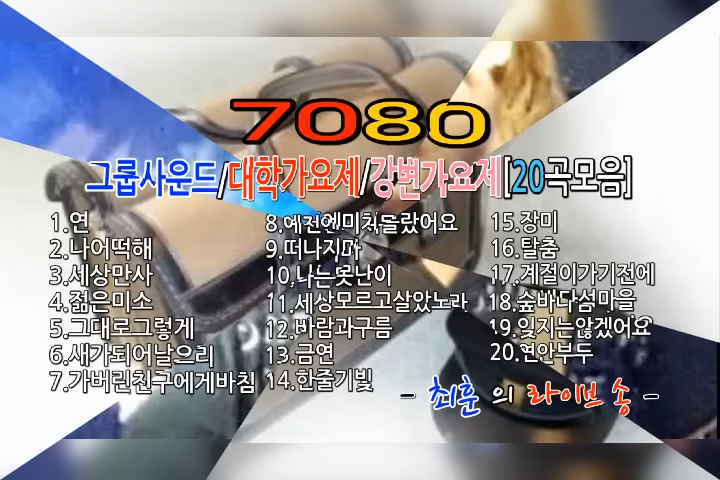 7080
그룹사운드/대학가요제/강변가요제[20곡모음]
1.연
2.나어떡해
3.세상만사
4.젊은미소
5.그대로그렇게
6.새가되어날으리
7.가버린친구에게바침
8.예전엔미처몰랐어요
9.떠나지마
10.나는못난이
11.세상모르고살았노라
12.바람과구름
13.금연
14.한줄기빛
15.장미
16.탈춤
17.계절이가기전에
18.숲바다섬마을
19.잊지는않겠어요
20.연안부두
- 최훈 의 라이브 송 -